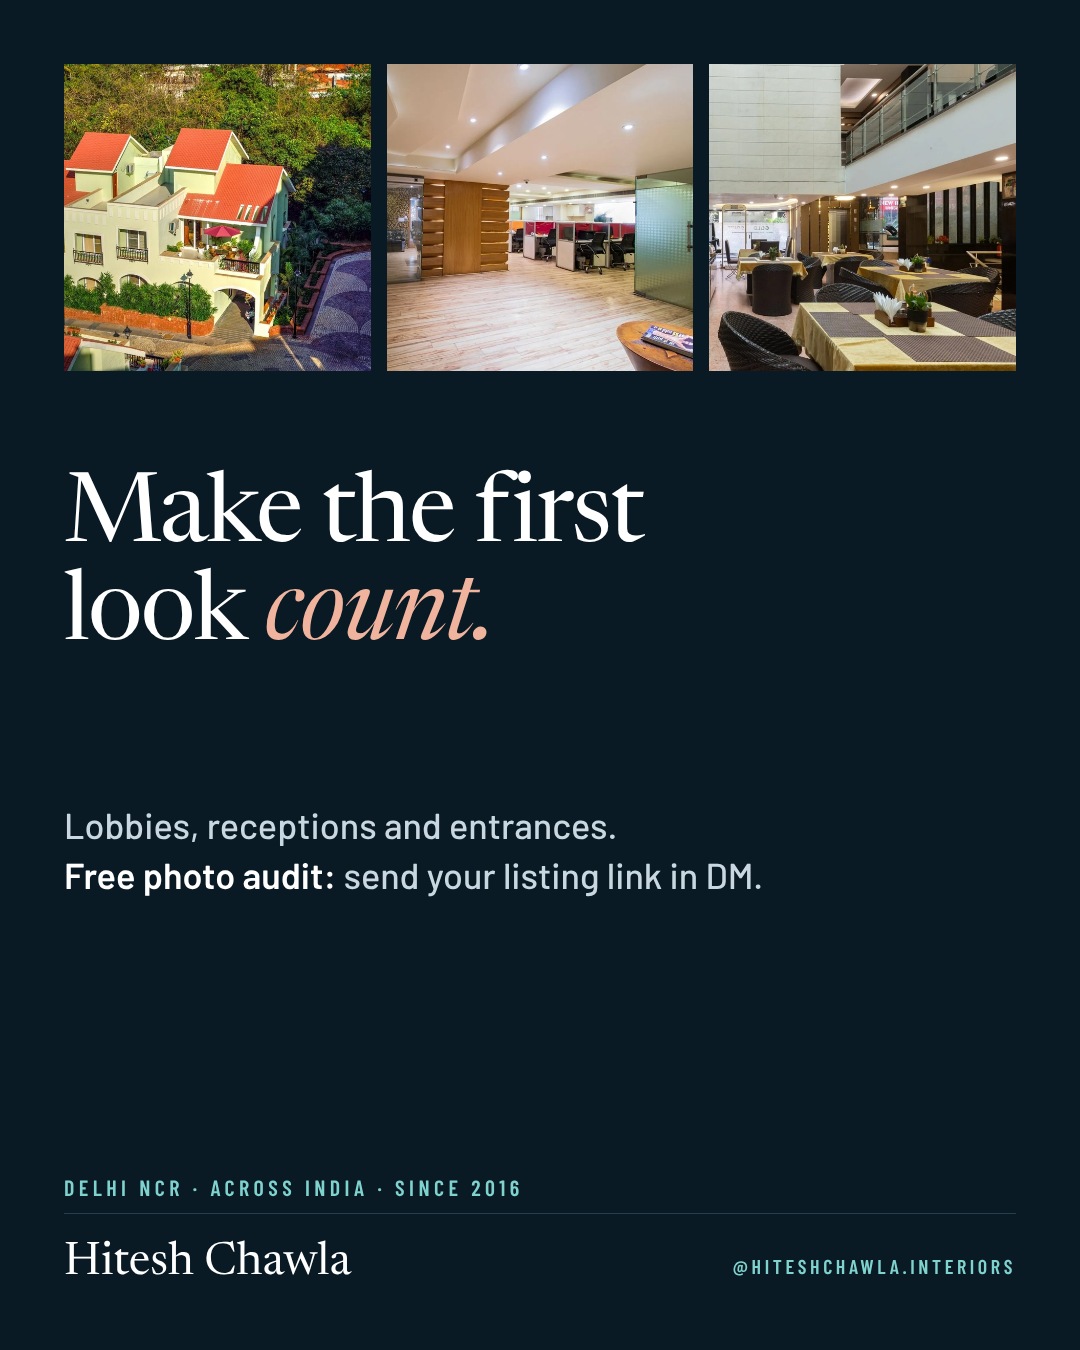 Make the first
look count.
Lobbies, receptions and entrances.
Free photo audit: send your listing link in DM.
DELHI NCR · ACROSS INDIA · SINCE 2016
Hitesh Chawla
@HITESHCHAWLA.INTERIORS